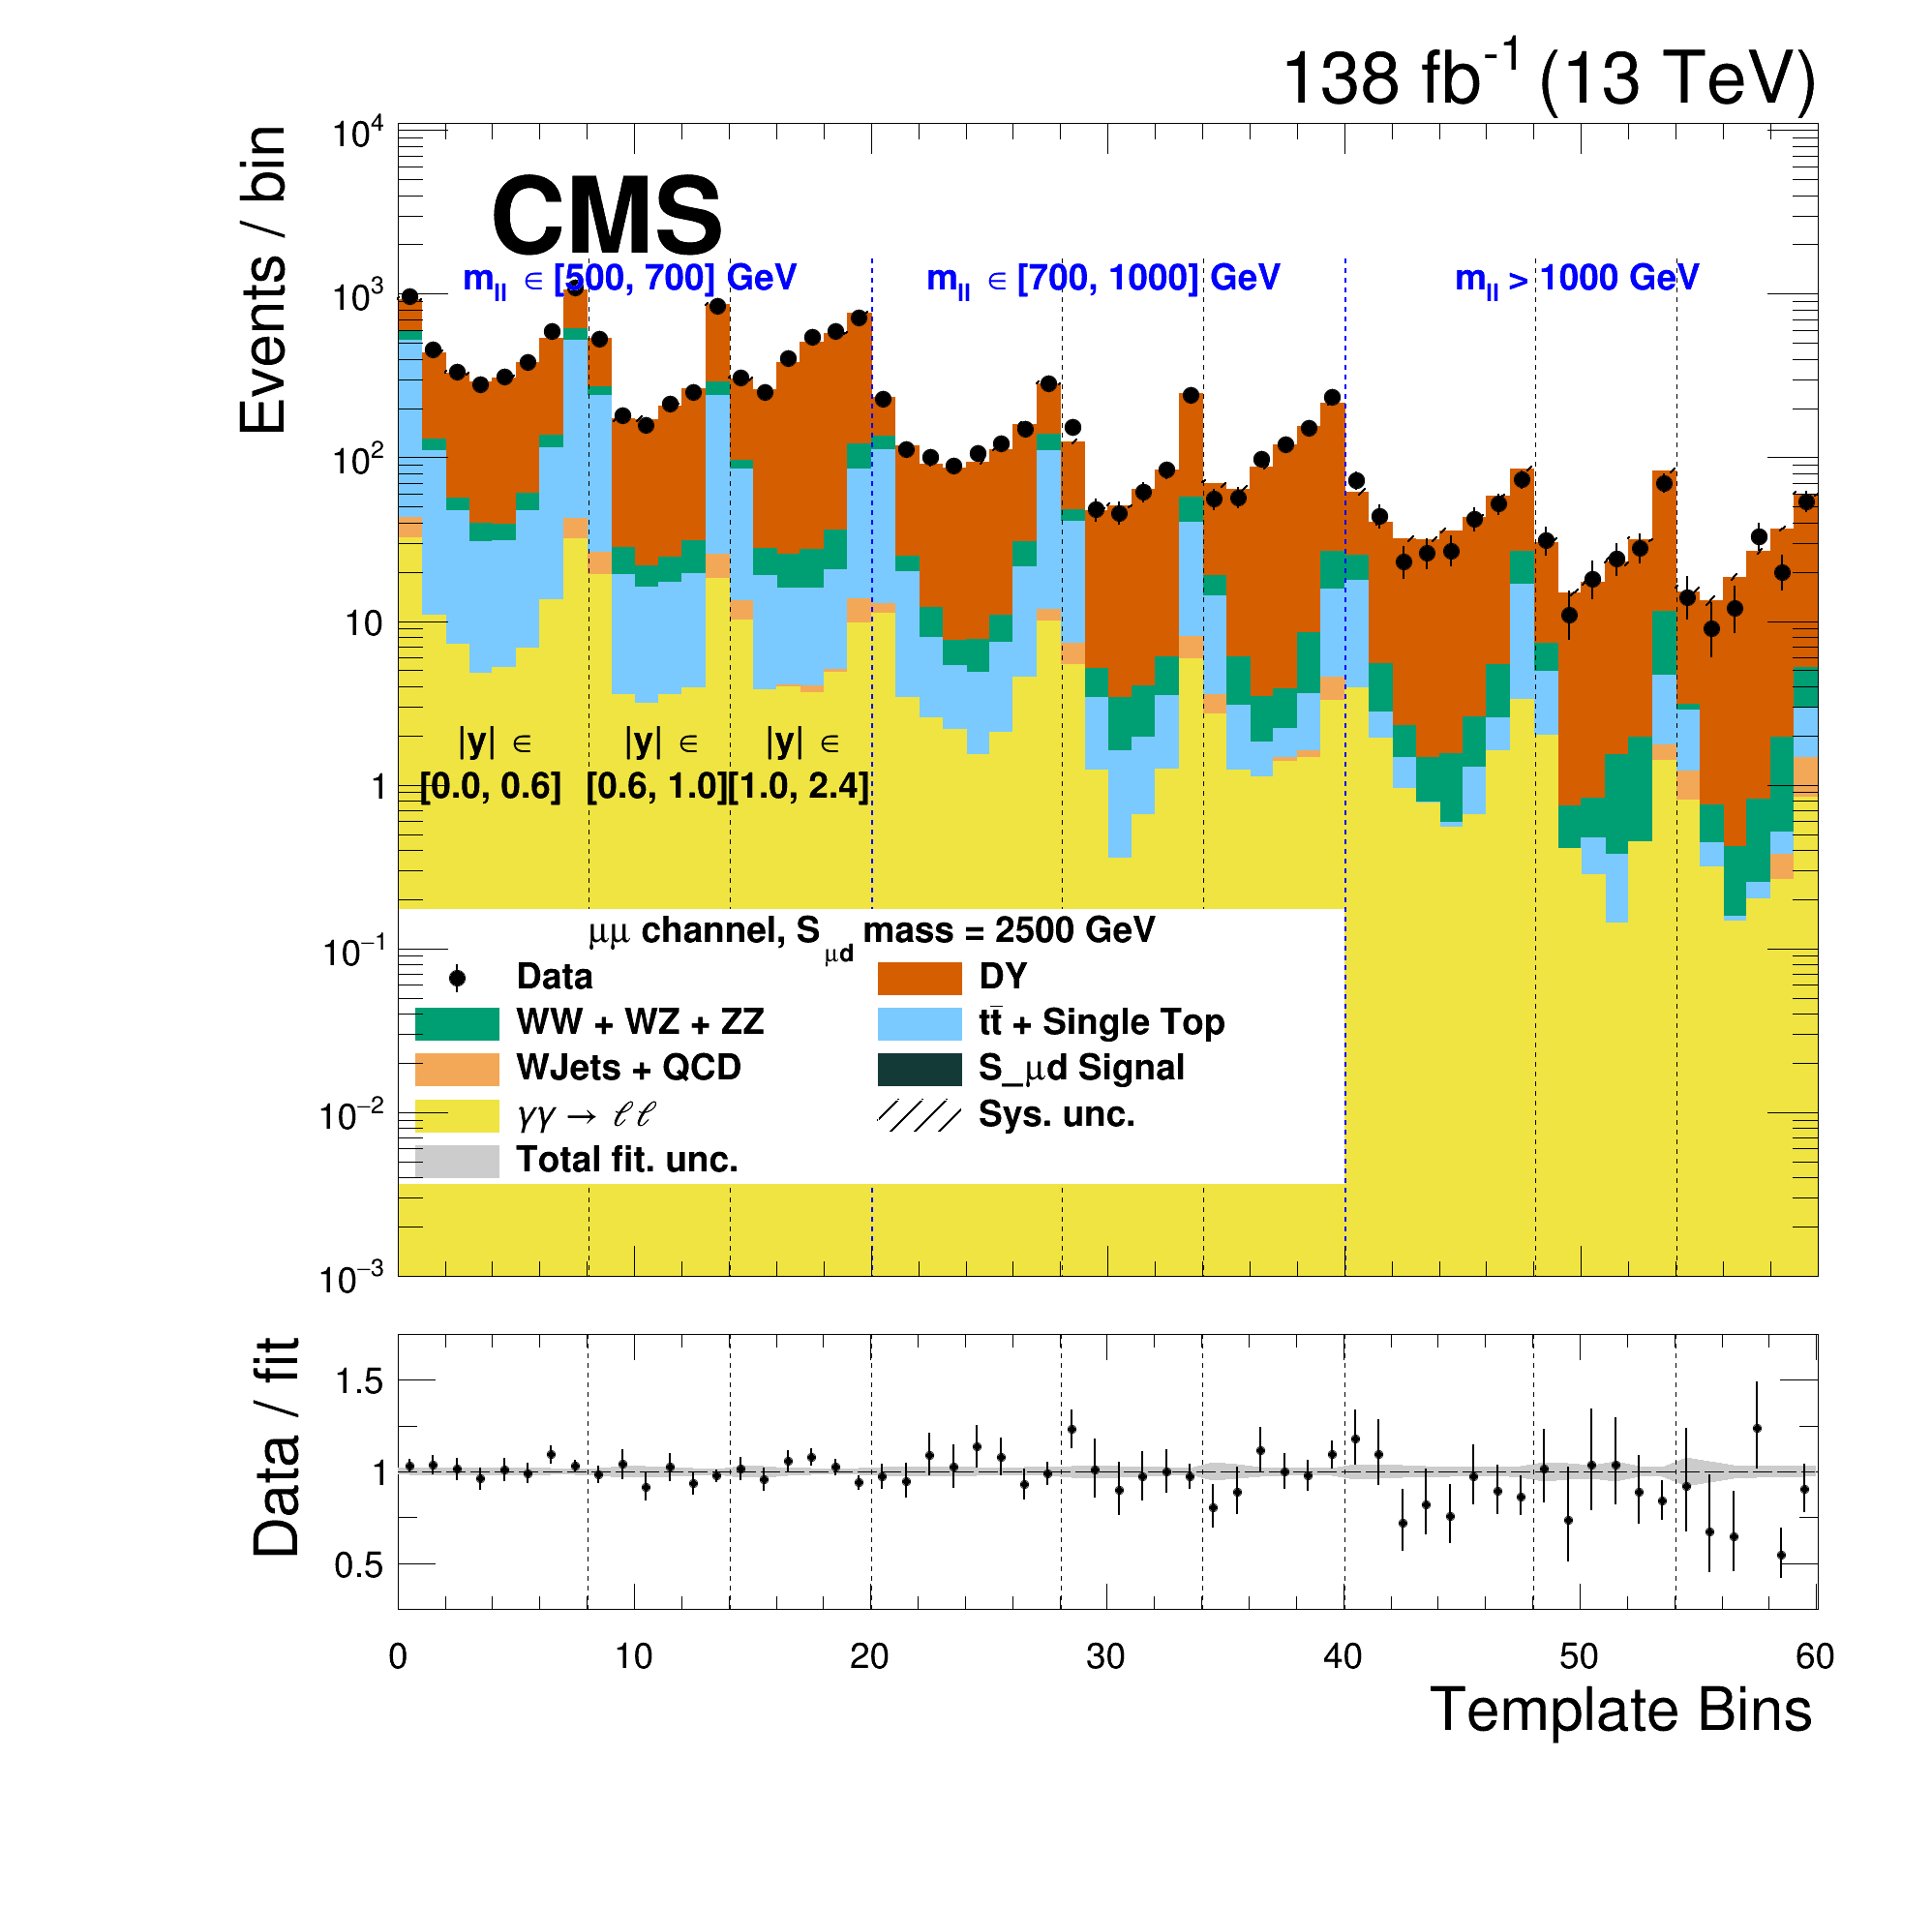 138 fb⁻¹ (13 TeV)
Events / bin
10⁴
10³
10²
10
1
10⁻¹
10⁻²
10⁻³
CMS
m_ll ∈ [500, 700] GeV
m_ll ∈ [700, 1000] GeV
m_ll > 1000 GeV
|y| ∈ [0.0, 0.6]
|y| ∈ [0.6, 1.0]
|y| ∈ [1.0, 2.4]
μμ channel, S_μd mass = 2500 GeV
Data
DY
WW + WZ + ZZ
tt̄ + Single Top
WJets + QCD
S_μd Signal
γγ → ℓℓ
Sys. unc.
Total fit. unc.
Data / fit
1.5
1
0.5
0 10 20 30 40 50 60
Template Bins